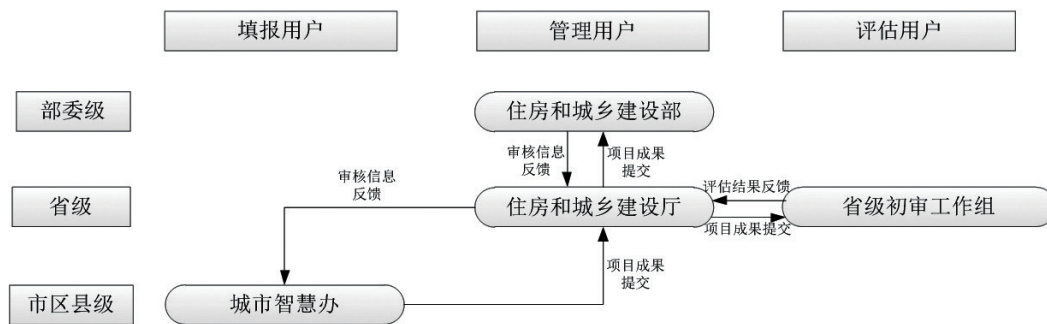 填报用户
管理用户
评估用户
部委级
住房和城乡建设部
审核信息
反馈
项目成果
提交
审核信息
反馈
评估结果反馈
省级
住房和城乡建设厅
省级初审工作组
项目成果提交
项目成果
提交
市区县级
城市智慧办